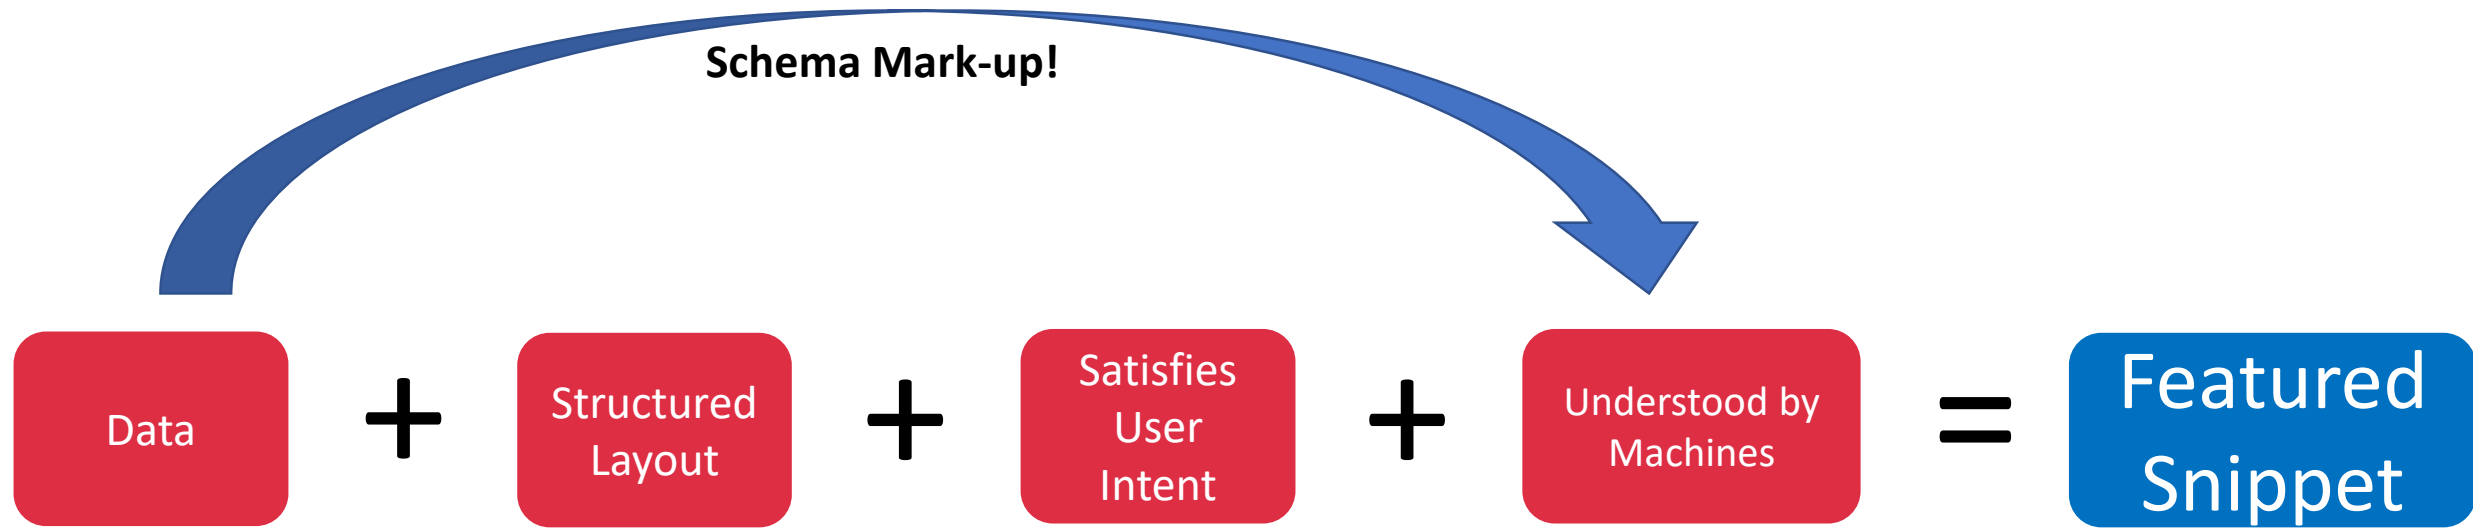 Schema Mark-up!
Data
+
Structured
Layout
+
Satisfies
User
Intent
+
Understood by
Machines
=
Featured
Snippet